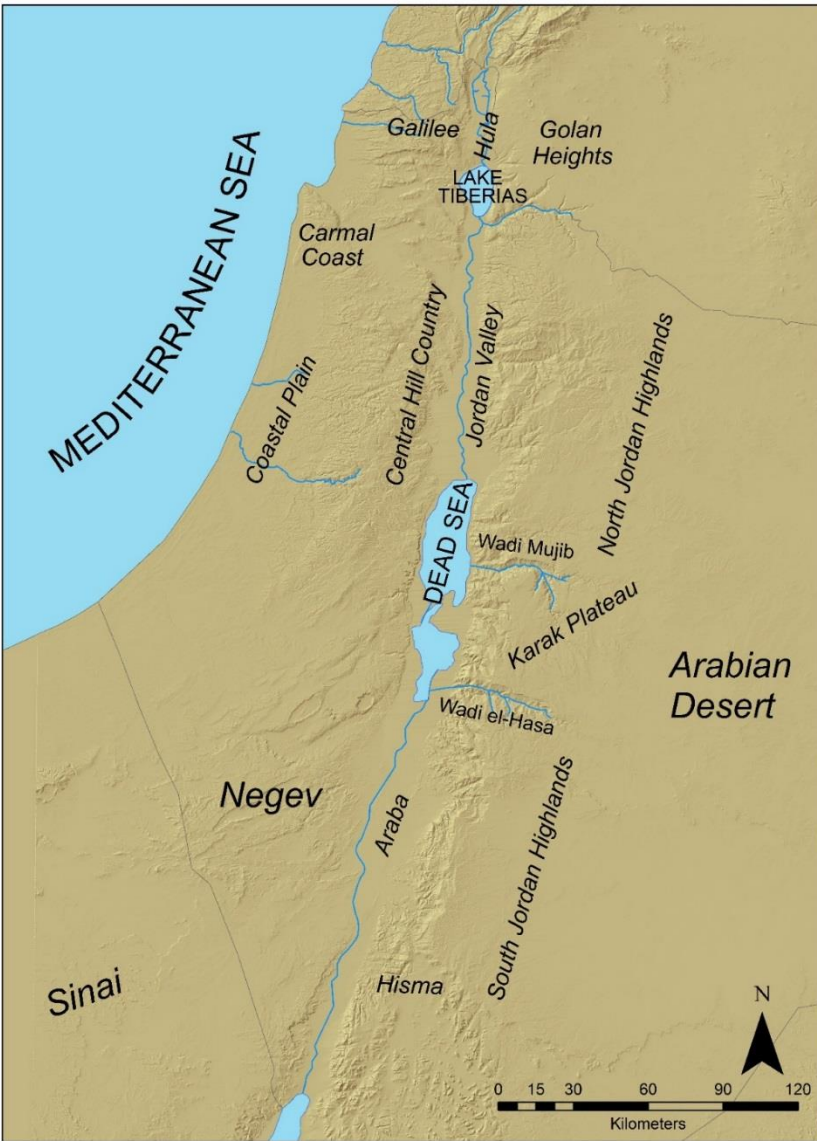 Galilee
Hula
Golan
Heights
LAKE
TIBERIAS
MEDITERRANEAN SEA
Carmal
Coast
Coastal Plain
Central Hill Country
Jordan Valley
North Jordan Highlands
DEAD SEA
Wadi Mujib
Karak Plateau
Arabian
Desert
Wadi el-Hasa
Negev
Araba
South Jordan Highlands
Sinai
Hisma
N
0 15 30 60 90 120
Kilometers